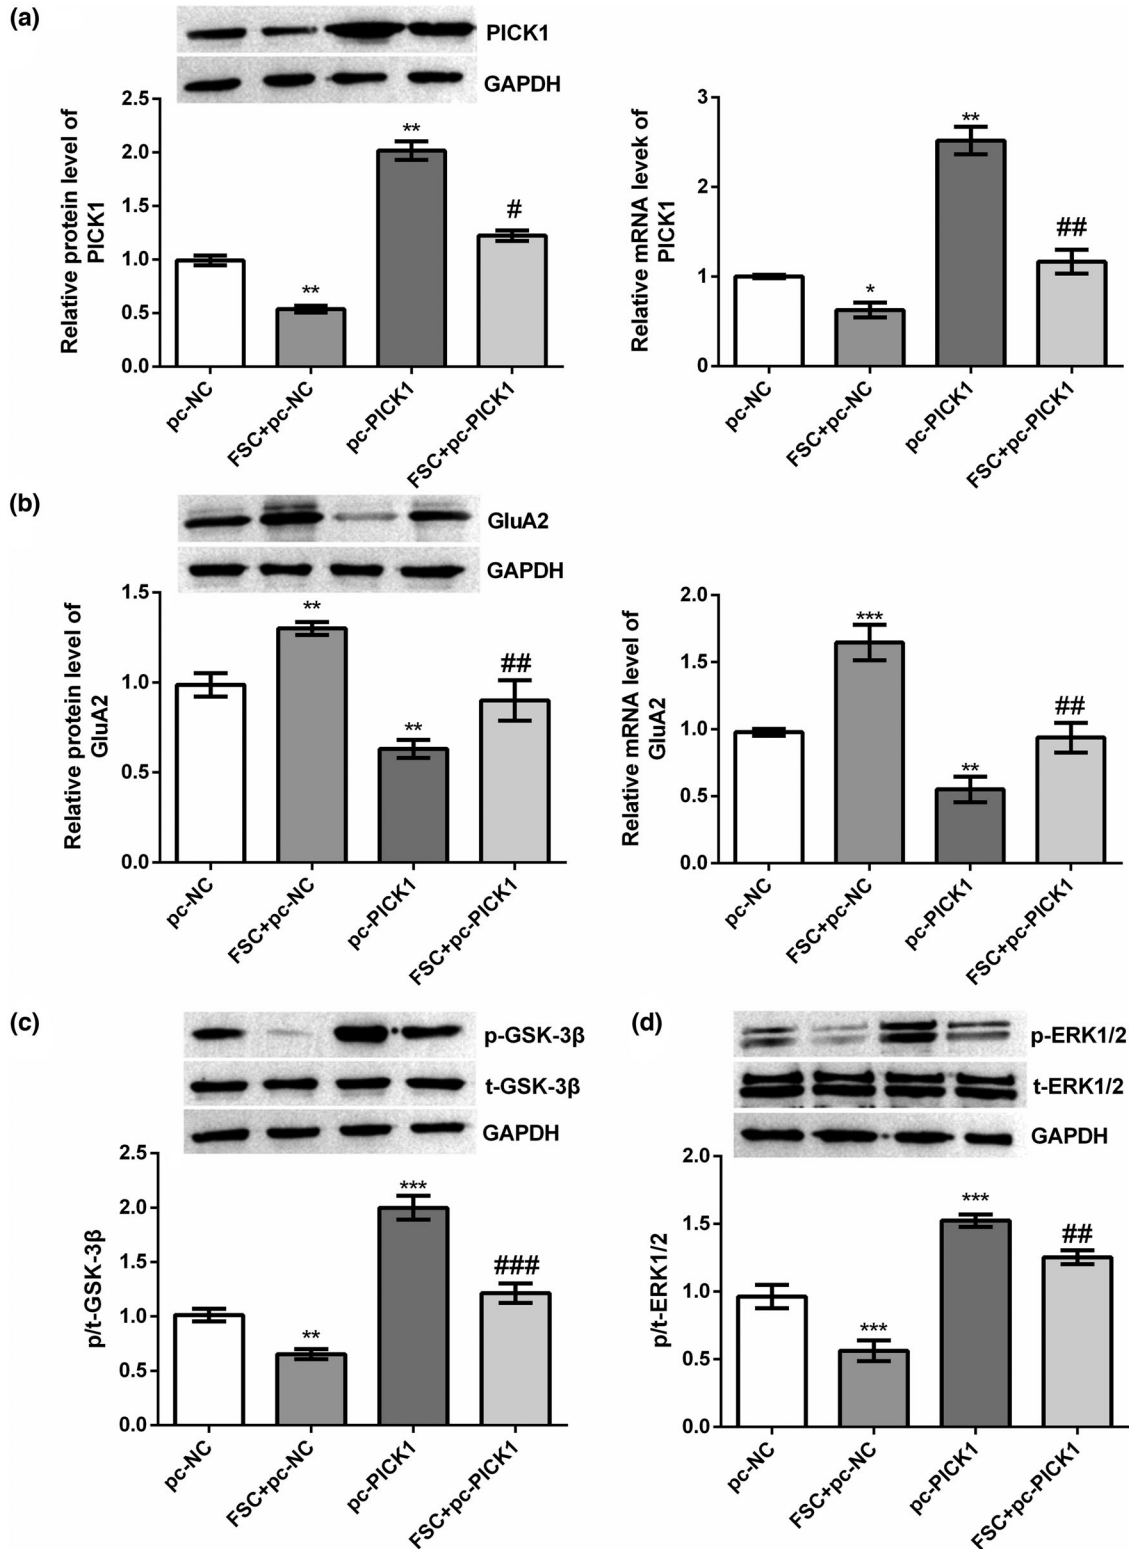 (a)
PICK1
GAPDH
Relative protein level of
PICK1
2.5
2.0
1.5
1.0
0.5
0.0
**
**
#
pc-NC
FSC+pc-NC
pc-PICK1
FSC+pc-PICK1
Relative mRNA levek of
PICK1
3
2
1
0
*
**
##
pc-NC
FSC+pc-NC
pc-PICK1
FSC+pc-PICK1
(b)
GluA2
GAPDH
Relative protein level of
GluA2
1.5
1.0
0.5
0.0
**
**
##
pc-NC
FSC+pc-NC
pc-PICK1
FSC+pc-PICK1
Relative mRNA level of
GluA2
2.0
1.5
1.0
0.5
0.0
***
**
##
pc-NC
FSC+pc-NC
pc-PICK1
FSC+pc-PICK1
(c)
p-GSK-3β
t-GSK-3β
GAPDH
p/t-GSK-3β
2.5
2.0
1.5
1.0
0.5
0.0
**
***
###
pc-NC
FSC+pc-NC
pc-PICK1
FSC+pc-PICK1
(d)
p-ERK1/2
t-ERK1/2
GAPDH
p/t-ERK1/2
2.0
1.5
1.0
0.5
0.0
***
***
##
pc-NC
FSC+pc-NC
pc-PICK1
FSC+pc-PICK1